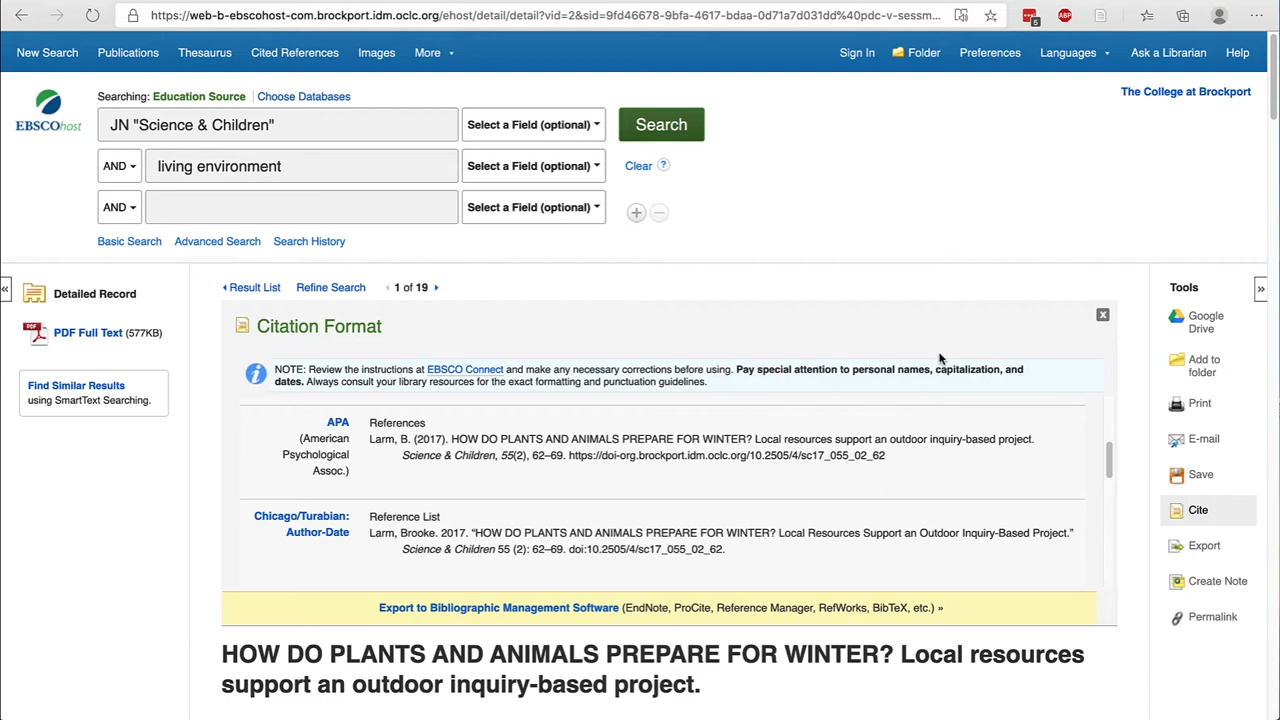 https://web-b-ebscohost-com.brockport.idm.oclc.org/ehost/detail/detail?vid=2&sid=9fd46678-9bfa-4617-bdaa-0d71a7d031dd%40pdc-v-sessm...
5
ABP
New Search Publications Thesaurus Cited References Images More Sign In Folder Preferences Languages Ask a Librarian Help
The College at Brockport
EBSCOhost
Searching: Education Source Choose Databases
JN "Science & Children" Select a Field (optional) Search
AND living environment Select a Field (optional) Clear ?
AND Select a Field (optional)
Basic Search Advanced Search Search History
« Detailed Record
PDF PDF Full Text (577KB)
Find Similar Results
using SmartText Searching.
Result List Refine Search 1 of 19
Citation Format x
NOTE: Review the instructions at EBSCO Connect and make any necessary corrections before using. Pay special attention to personal names, capitalization, and
dates. Always consult your library resources for the exact formatting and punctuation guidelines.
APA
(American
Psychological
Assoc.)
References
Larm, B. (2017). HOW DO PLANTS AND ANIMALS PREPARE FOR WINTER? Local resources support an outdoor inquiry-based project.
Science & Children, 55(2), 62–69. https://doi-org.brockport.idm.oclc.org/10.2505/4/sc17_055_02_62
Chicago/Turabian:
Author-Date
Reference List
Larm, Brooke. 2017. “HOW DO PLANTS AND ANIMALS PREPARE FOR WINTER? Local Resources Support an Outdoor Inquiry-Based Project.”
Science & Children 55 (2): 62–69. doi:10.2505/4/sc17_055_02_62.
Export to Bibliographic Management Software (EndNote, ProCite, Reference Manager, RefWorks, BibTeX, etc.) »
HOW DO PLANTS AND ANIMALS PREPARE FOR WINTER? Local resources
support an outdoor inquiry-based project.
Tools »
Google
Drive
Add to
folder
Print
E-mail
Save
Cite
Export
Create Note
Permalink